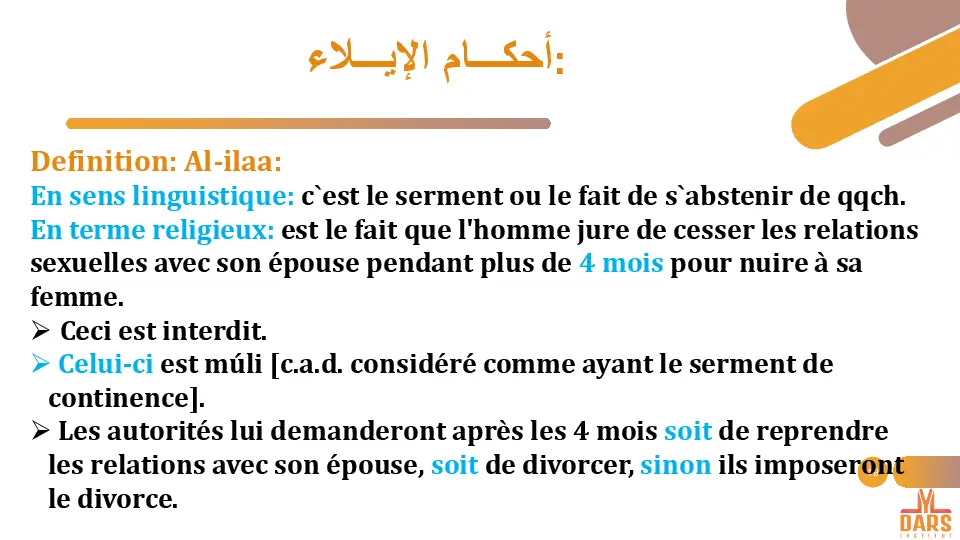 أحكـــام الإيـــلاء:
Definition: Al-ilaa:
En sens linguistique: c`est le serment ou le fait de s`abstenir de qqch.
En terme religieux: est le fait que l'homme jure de cesser les relations
sexuelles avec son épouse pendant plus de 4 mois pour nuire à sa
femme.
➢ Ceci est interdit.
➢ Celui-ci est múli [c.a.d. considéré comme ayant le serment de
continence].
➢ Les autorités lui demanderont après les 4 mois soit de reprendre
les relations avec son épouse, soit de divorcer, sinon ils imposeront
le divorce.
DARS
INSTITUT